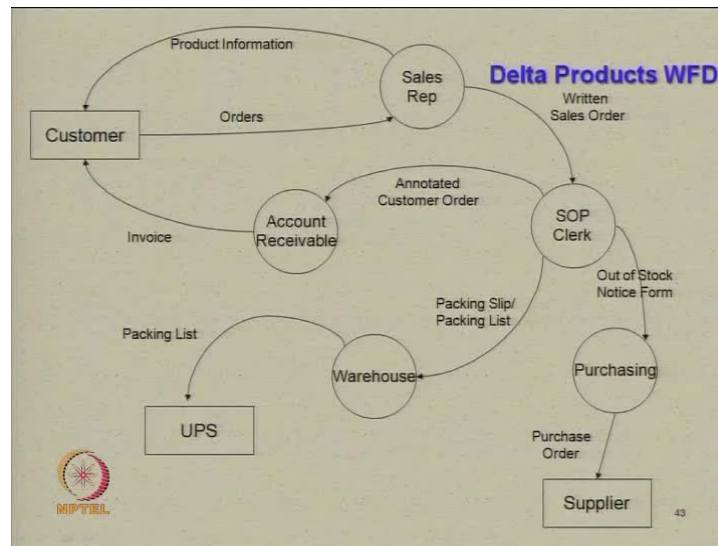 Product Information
Sales
Rep
Delta Products WFD
Written
Sales Order
Customer
Orders
Annotated
Customer Order
SOP
Clerk
Account
Receivable
Invoice
Out of Stock
Notice Form
Packing Slip/
Packing List
Packing List
Warehouse
Purchasing
UPS
Purchase
Order
Supplier
NPTEL
43